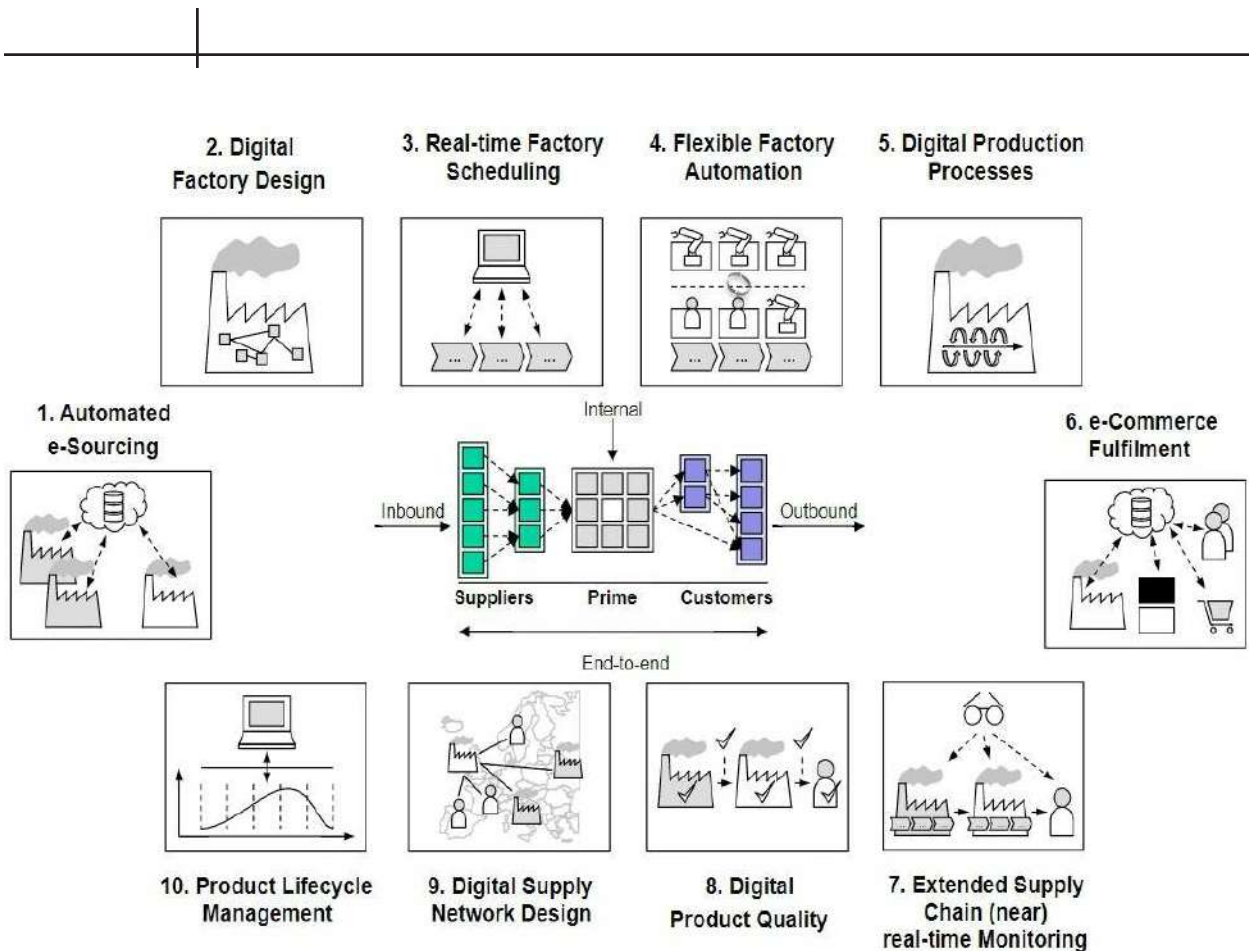 2. Digital
Factory Design
3. Real-time Factory
Scheduling
4. Flexible Factory
Automation
5. Digital Production
Processes
... ... ...
... ... ...
1. Automated
e-Sourcing
Internal
6. e-Commerce
Fulfilment
Inbound
Outbound
Suppliers Prime Customers
End-to-end
10. Product Lifecycle
Management
9. Digital Supply
Network Design
8. Digital
Product Quality
7. Extended Supply
Chain (near)
real-time Monitoring